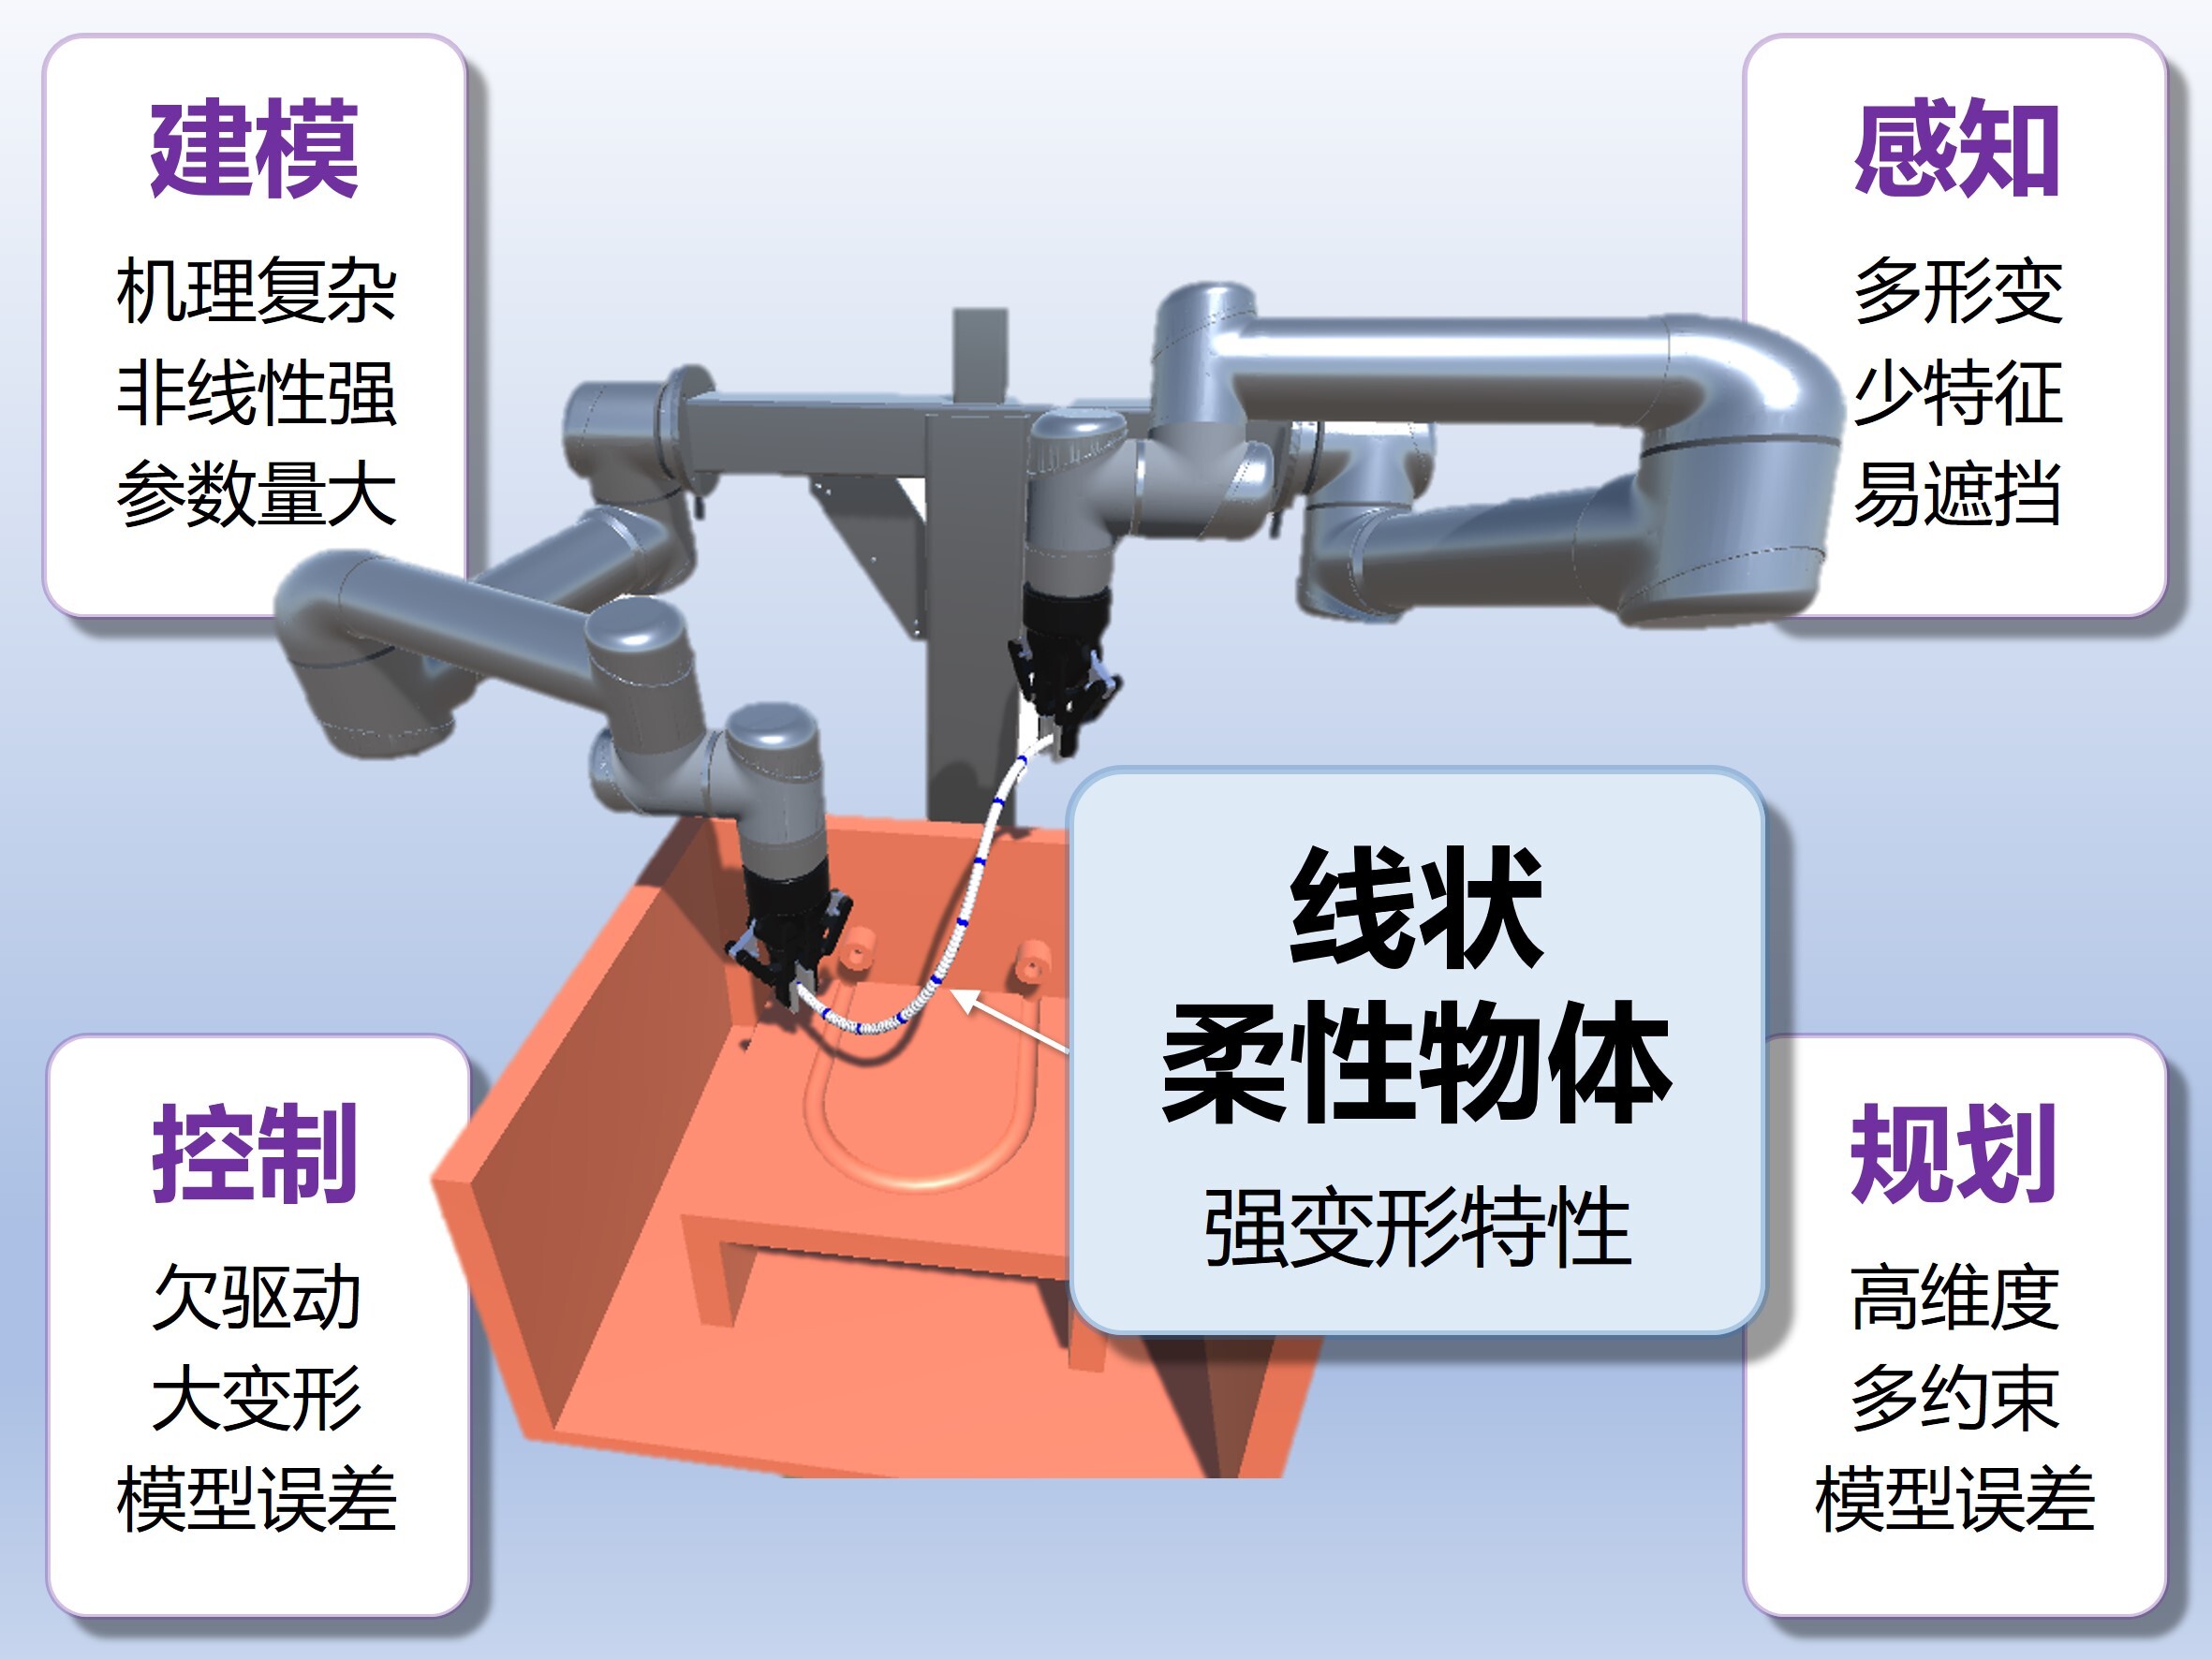 建模
机理复杂
非线性强
参数量大
感知
多形变
少特征
易遮挡
线状
柔性物体
强变形特性
控制
欠驱动
大变形
模型误差
规划
高维度
多约束
模型误差